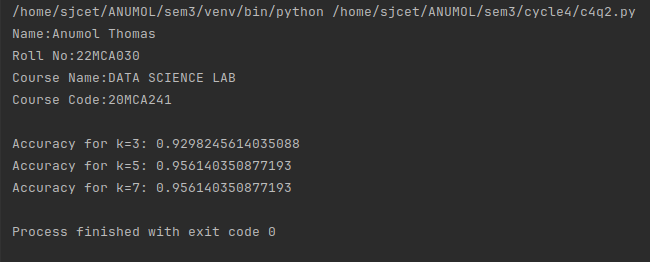 /home/sjcet/ANUMOL/sem3/venv/bin/python /home/sjcet/ANUMOL/sem3/cycle4/c4q2.py
Name:Anumol Thomas
Roll No:22MCA030
Course Name:DATA SCIENCE LAB
Course Code:20MCA241
Accuracy for k=3: 0.9298245614035088
Accuracy for k=5: 0.956140350877193
Accuracy for k=7: 0.956140350877193
Process finished with exit code 0